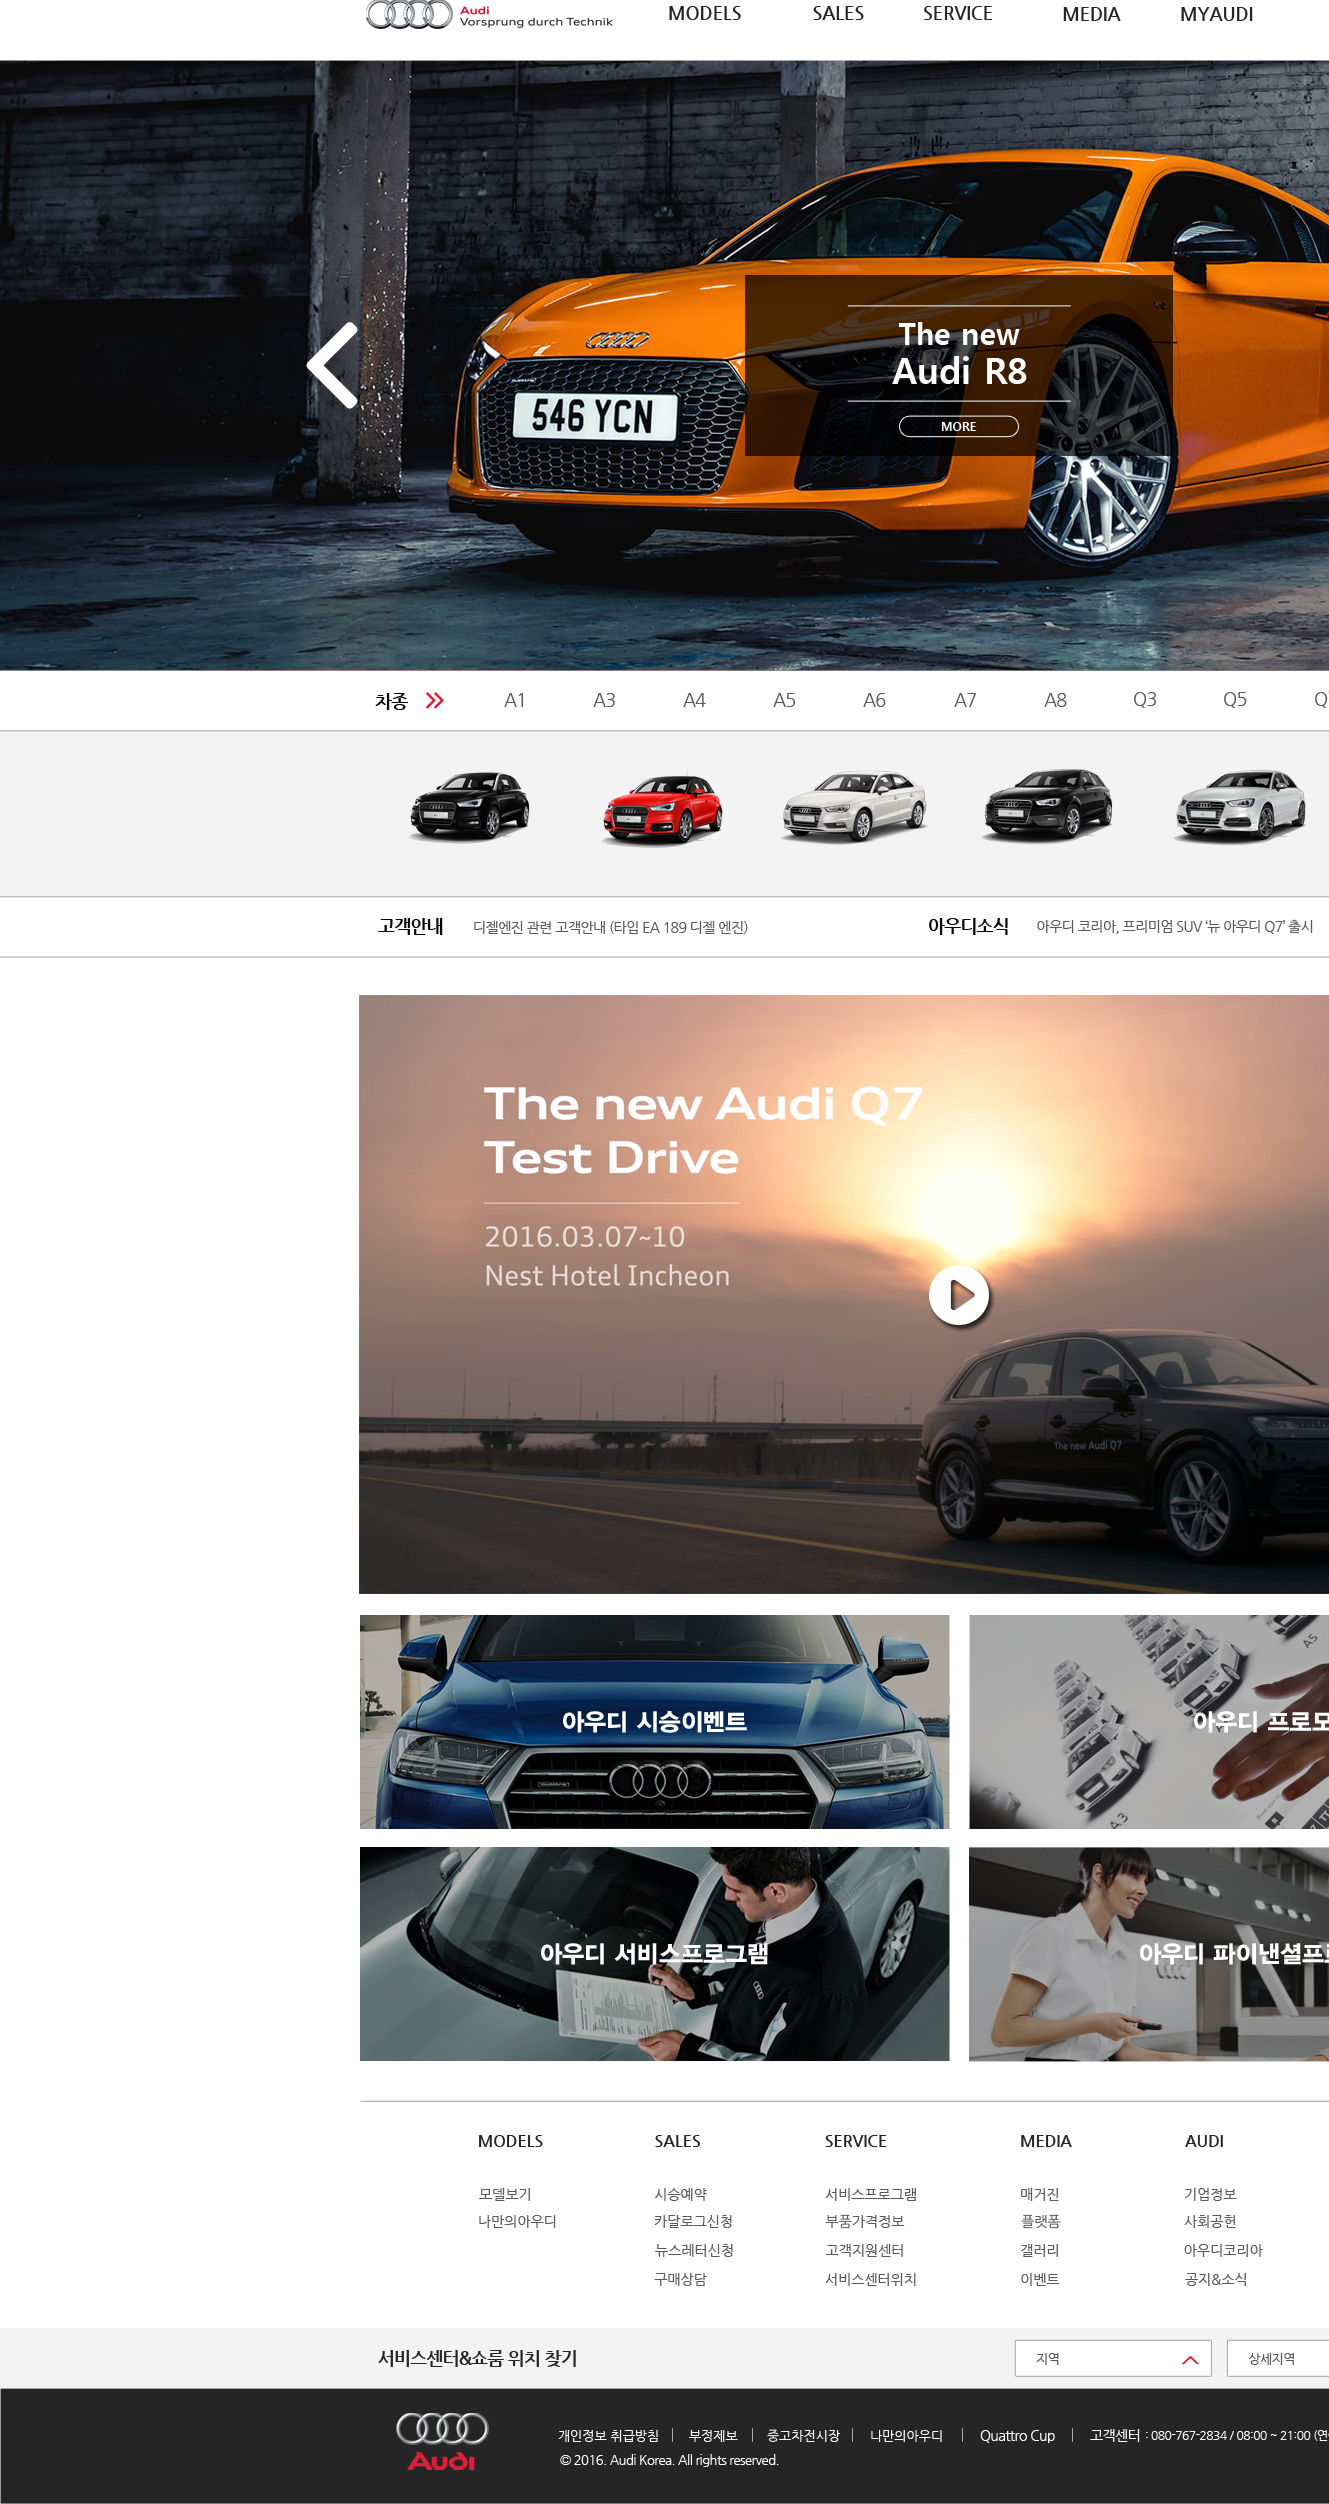 Audi
Vorsprung durch Technik
MODELS SALES SERVICE MEDIA MYAUDI
546 YCN
The new
Audi R8
MORE
차종 A1 A3 A4 A5 A6 A7 A8 Q3 Q5 Q
고객안내 디젤엔진 관련 고객안내 (타입 EA 189 디젤 엔진) 아우디소식 아우디 코리아, 프리미엄 SUV ‘뉴 아우디 Q7’ 출시
The new Audi Q7
Test Drive
2016.03.07~10
Nest Hotel Incheon
The new Audi Q7
A5
아우디 시승이벤트 아우디 프로모
quattro
A3
아우디 서비스프로그램 아우디 파이낸셜프로
MODELS SALES SERVICE MEDIA AUDI
모델보기 시승예약 서비스프로그램 매거진 기업정보
나만의아우디 카달로그신청 부품가격정보 플랫폼 사회공헌
뉴스레터신청 고객지원센터 갤러리 아우디코리아
구매상담 서비스센터위치 이벤트 공지&소식
서비스센터&쇼룸 위치 찾기 지역 상세지역
Audi
개인정보 취급방침 | 부정제보 | 중고차전시장 | 나만의아우디 | Quattro Cup | 고객센터 : 080-767-2834 / 08:00 ~ 21:00 (연
© 2016. Audi Korea. All rights reserved.